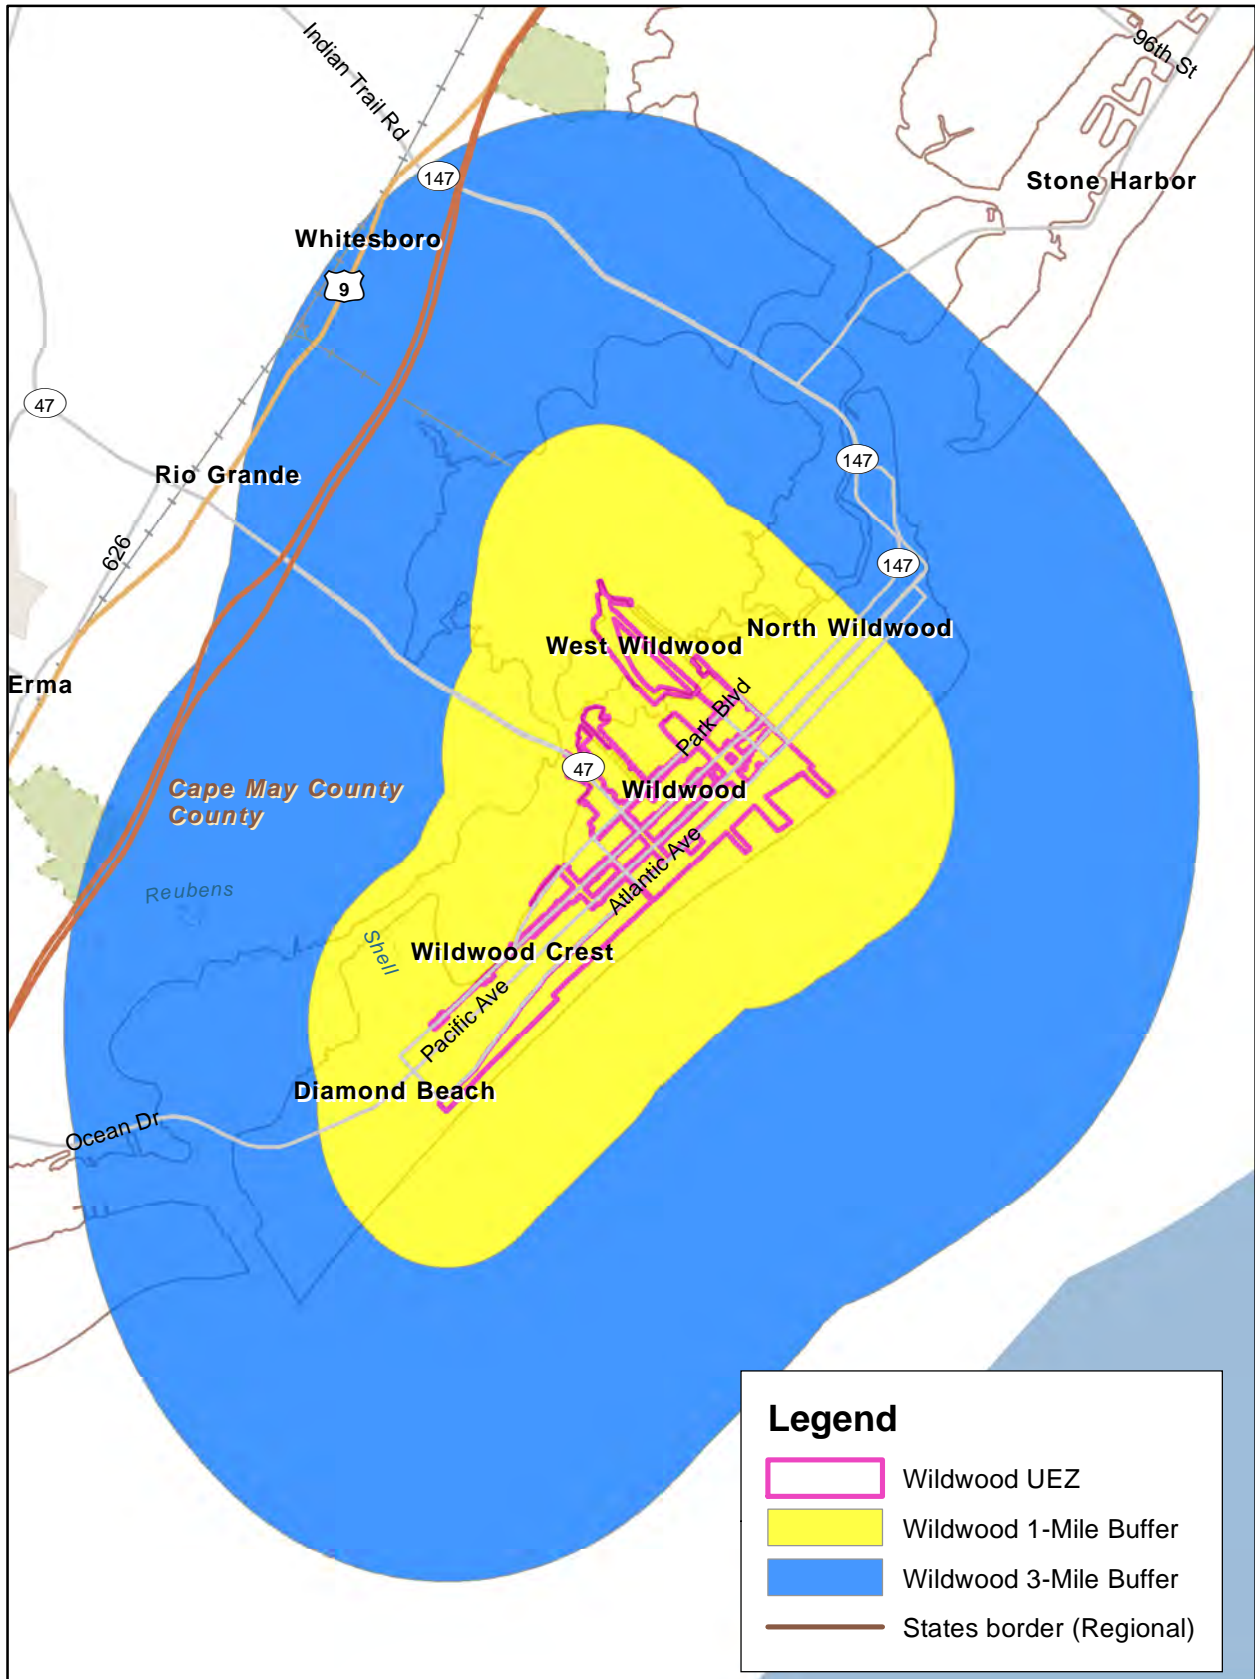 Indian Trail Rd
96th St
147
Stone Harbor
Whitesboro
9
47
147
Rio Grande
626
147
North Wildwood
West Wildwood
Erma
Park Blvd
47
Cape May County
County
Wildwood
Atlantic Ave
Reubens
Shell
Wildwood Crest
Pacific Ave
Diamond Beach
Ocean Dr
Legend
Wildwood UEZ
Wildwood 1-Mile Buffer
Wildwood 3-Mile Buffer
States border (Regional)